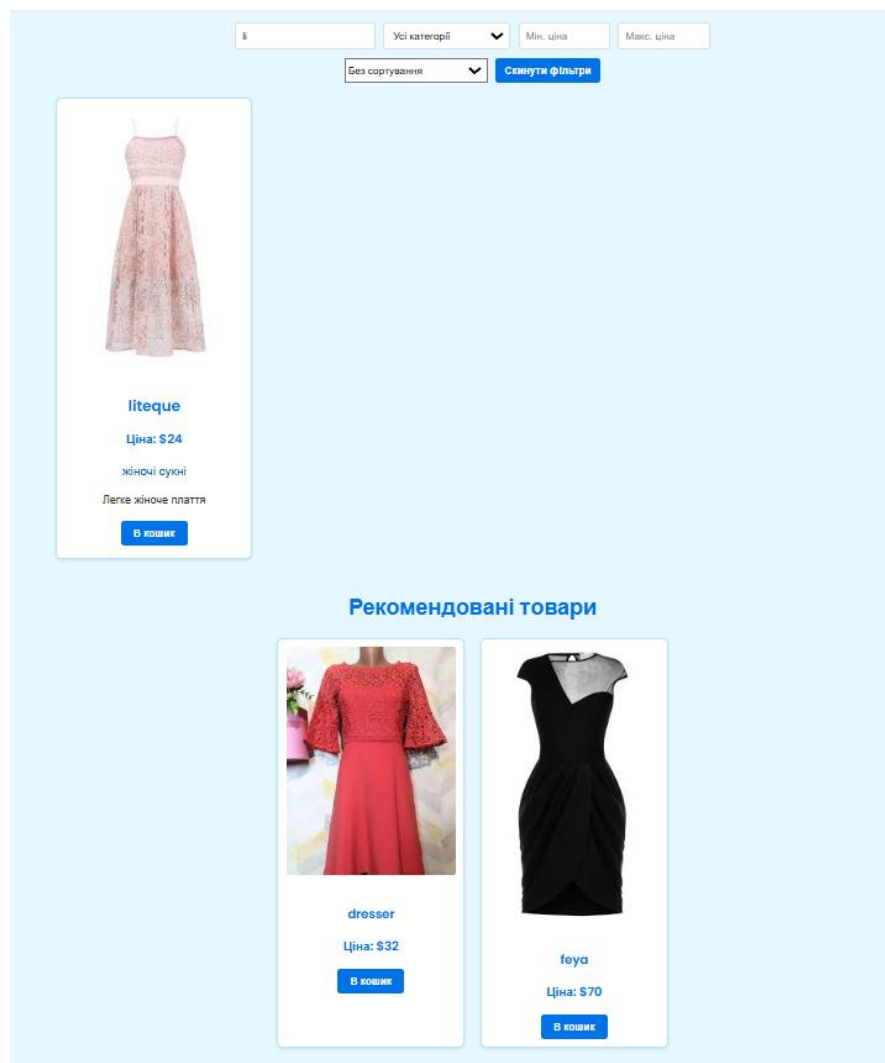 li
Усі категорії
Мін. ціна
Макс. ціна
Без сортування
Скинути фільтри
liteque
Ціна: $24
жіночі сукні
Легке жіноче плаття
В кошик
Рекомендовані товари
dresser
Ціна: $32
В кошик
feya
Ціна: $70
В кошик